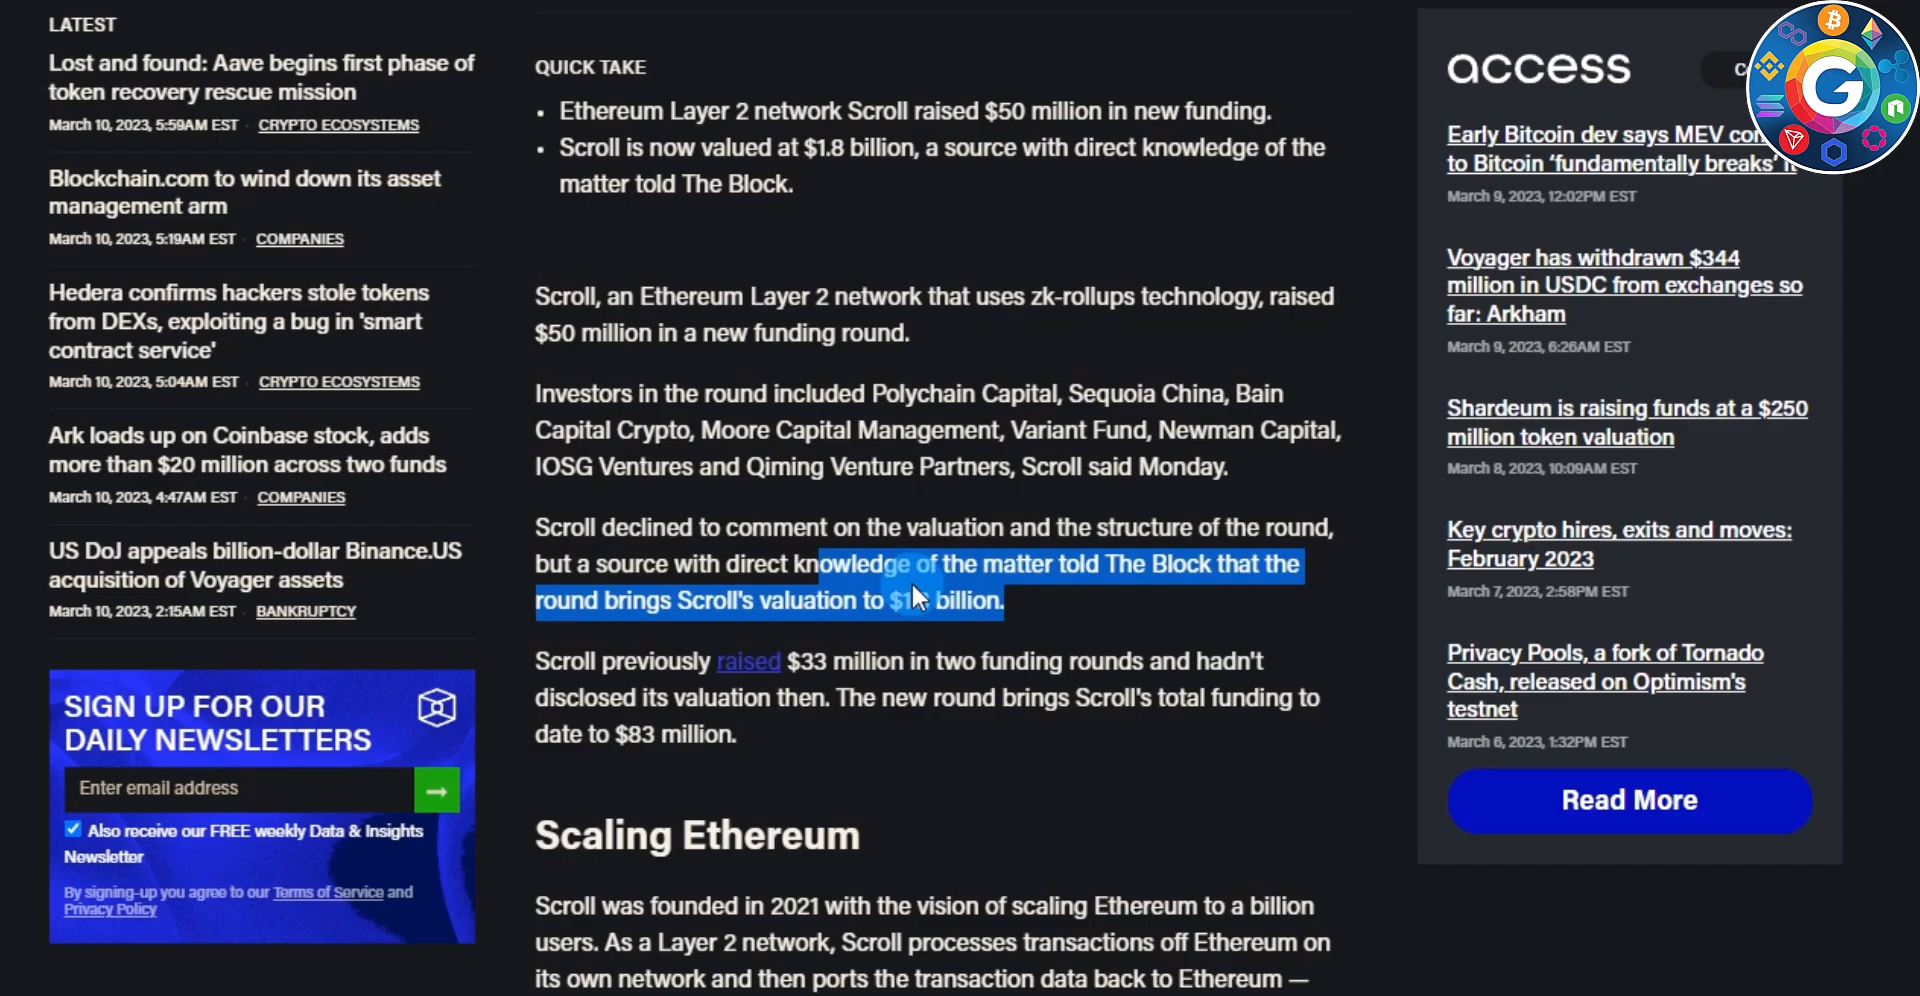 LATEST
Lost and found: Aave begins first phase of
token recovery rescue mission
March 10, 2023, 5:59AM EST · CRYPTO ECOSYSTEMS
Blockchain.com to wind down its asset
management arm
March 10, 2023, 5:19AM EST · COMPANIES
Hedera confirms hackers stole tokens
from DEXs, exploiting a bug in 'smart
contract service'
March 10, 2023, 5:04AM EST · CRYPTO ECOSYSTEMS
Ark loads up on Coinbase stock, adds
more than $20 million across two funds
March 10, 2023, 4:47AM EST · COMPANIES
US DoJ appeals billion-dollar Binance.US
acquisition of Voyager assets
March 10, 2023, 2:15AM EST · BANKRUPTCY
SIGN UP FOR OUR
DAILY NEWSLETTERS
Enter email address
Also receive our FREE weekly Data & Insights
Newsletter
By signing-up you agree to our Terms of Service and
Privacy Policy
QUICK TAKE
• Ethereum Layer 2 network Scroll raised $50 million in new funding.
• Scroll is now valued at $1.8 billion, a source with direct knowledge of the
matter told The Block.
Scroll, an Ethereum Layer 2 network that uses zk-rollups technology, raised
$50 million in a new funding round.
Investors in the round included Polychain Capital, Sequoia China, Bain
Capital Crypto, Moore Capital Management, Variant Fund, Newman Capital,
IOSG Ventures and Qiming Venture Partners, Scroll said Monday.
Scroll declined to comment on the valuation and the structure of the round,
but a source with direct knowledge of the matter told The Block that the
round brings Scroll's valuation to billion.
Scroll previously raised $33 million in two funding rounds and hadn't
disclosed its valuation then. The new round brings Scroll's total funding to
date to $83 million.
Scaling Ethereum
Scroll was founded in 2021 with the vision of scaling Ethereum to a billion
users. As a Layer 2 network, Scroll processes transactions off Ethereum on
its own network and then ports the transaction data back to Ethereum —
access
G
Early Bitcoin dev says MEV
to Bitcoin 'fundamentally breaks'
March 9, 2023, 12:02PM EST
Voyager has withdrawn $344
million in USDC from exchanges so
far: Arkham
March 9, 2023, 6:26AM EST
Shardeum is raising funds at a $250
million token valuation
March 8, 2023, 10:09AM EST
Key crypto hires, exits and moves:
February 2023
March 7, 2023, 2:58PM EST
Privacy Pools, a fork of Tornado
Cash, released on Optimism's
testnet
March 6, 2023, 1:32PM EST
Read More